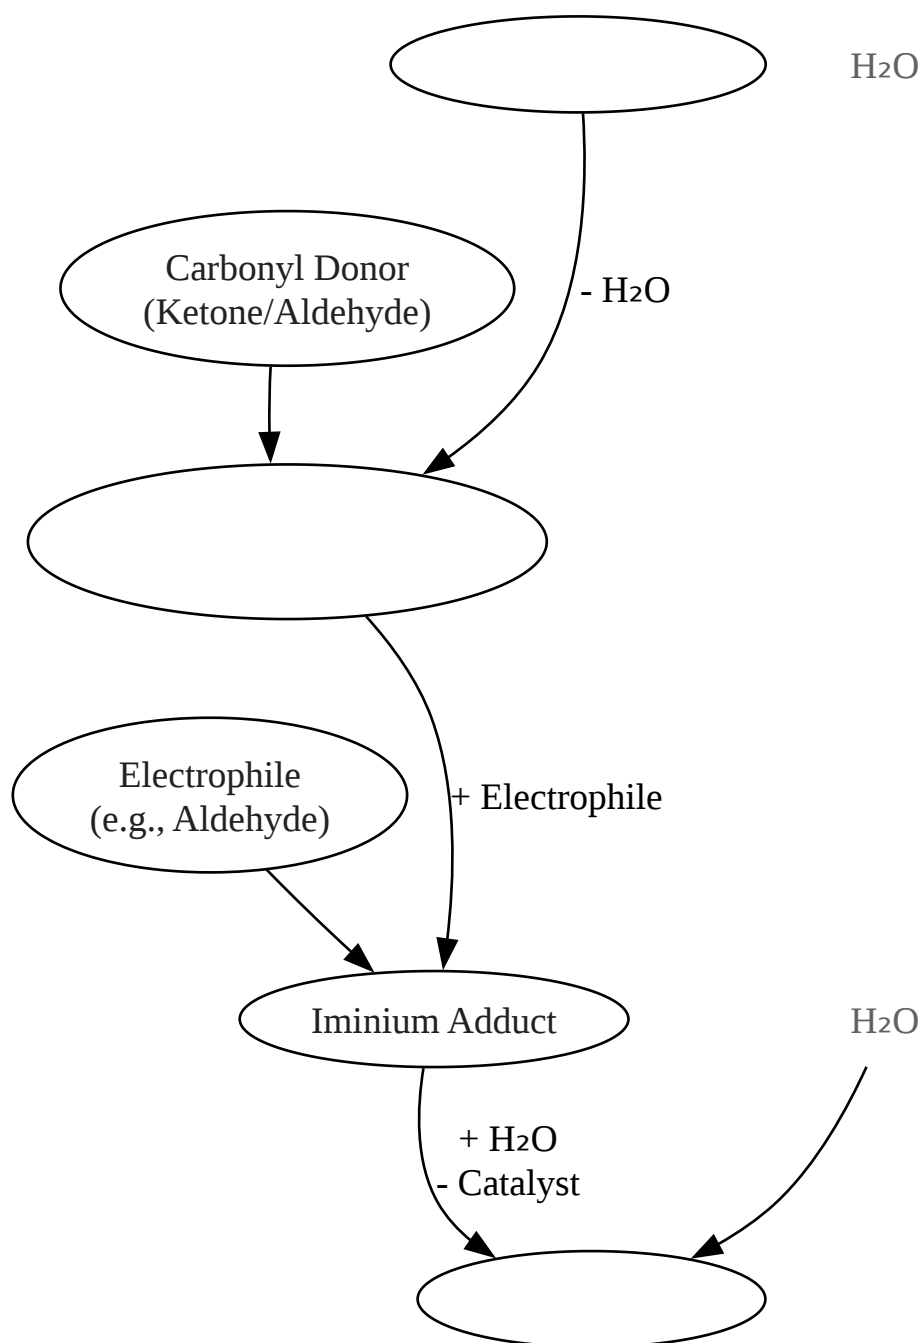 H₂O
Carbonyl Donor
(Ketone/Aldehyde)
- H₂O
Electrophile
(e.g., Aldehyde)
+ Electrophile
Iminium Adduct
H₂O
+ H₂O
- Catalyst